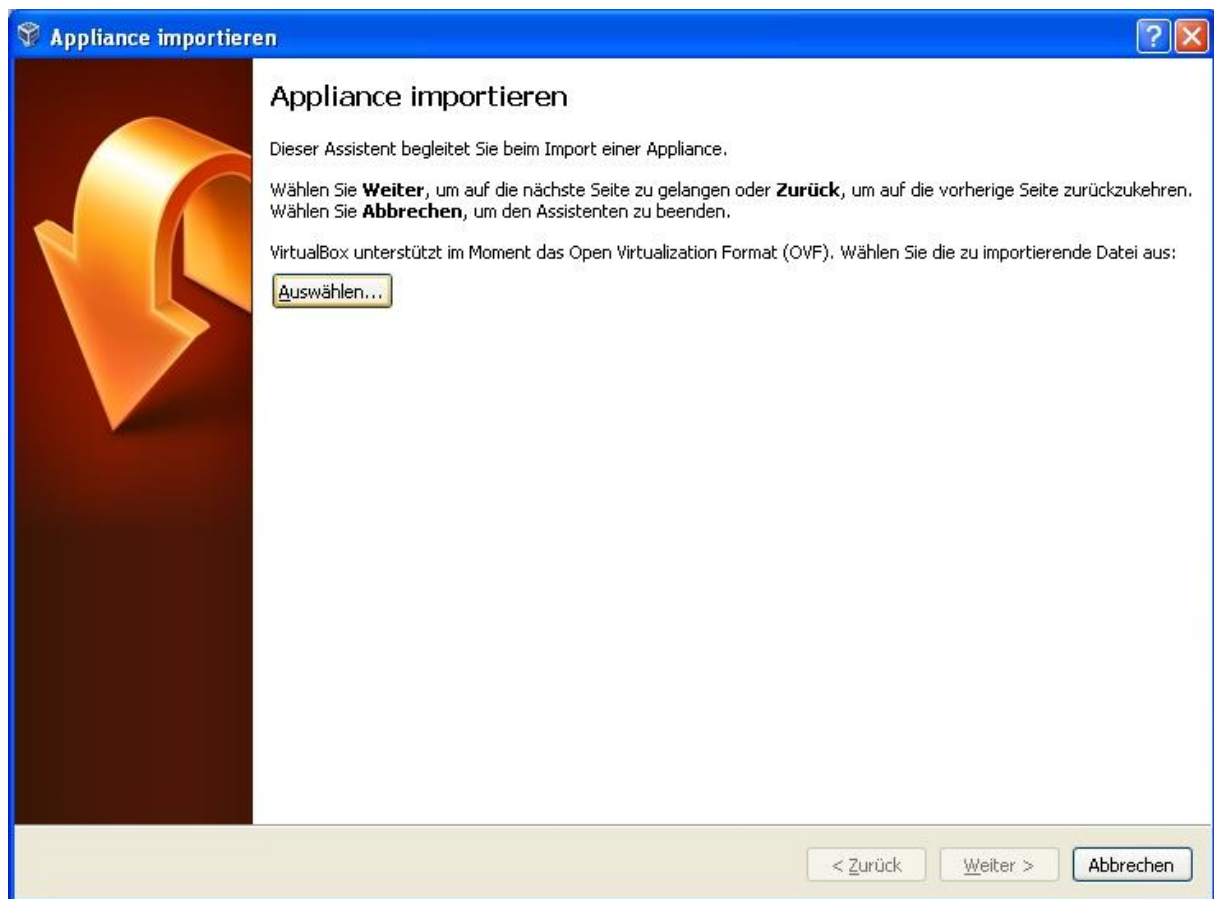 Appliance importieren
Appliance importieren
Dieser Assistent begleitet Sie beim Import einer Appliance.
Wählen Sie Weiter, um auf die nächste Seite zu gelangen oder Zurück, um auf die vorherige Seite zurückzukehren.
Wählen Sie Abbrechen, um den Assistenten zu beenden.
VirtualBox unterstützt im Moment das Open Virtualization Format (OVF). Wählen Sie die zu importierende Datei aus:
Auswählen...
< Zurück Weiter > Abbrechen